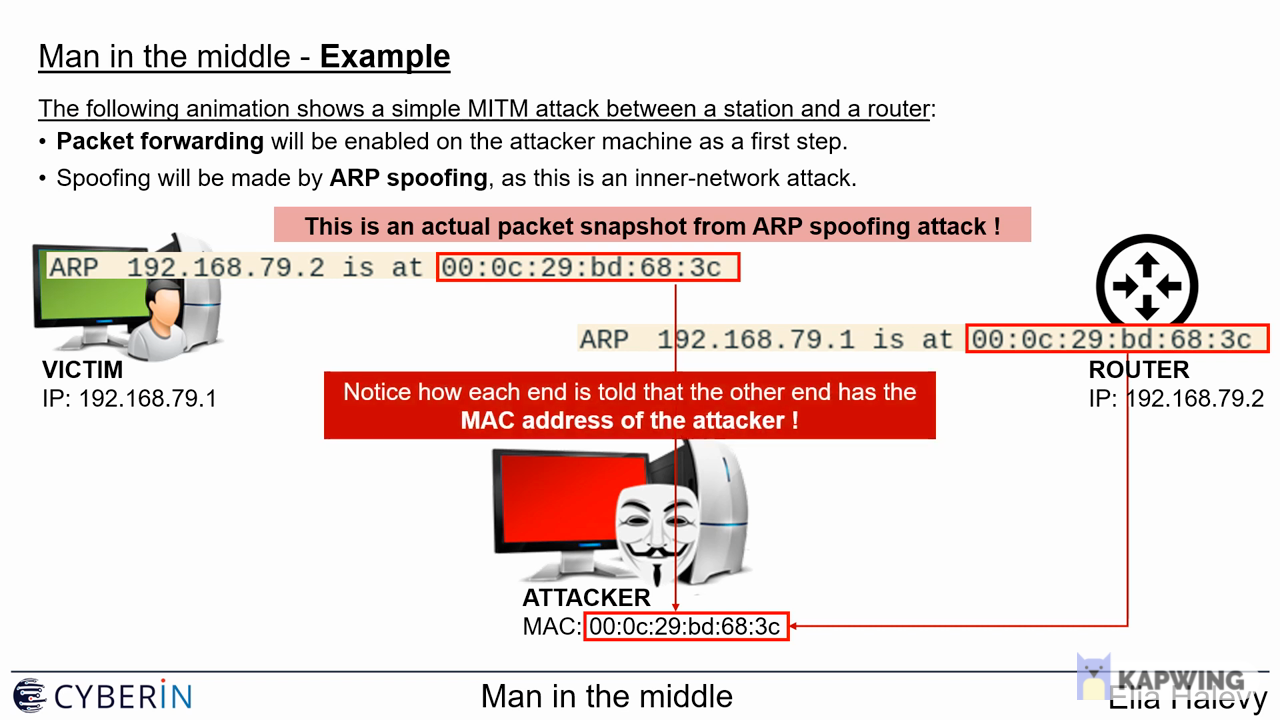 Man in the middle - Example
The following animation shows a simple MITM attack between a station and a router:
• Packet forwarding will be enabled on the attacker machine as a first step.
• Spoofing will be made by ARP spoofing, as this is an inner-network attack.
This is an actual packet snapshot from ARP spoofing attack !
ARP 192.168.79.2 is at 00:0c:29:bd:68:3c
ARP 192.168.79.1 is at 00:0c:29:bd:68:3c
VICTIM
IP: 192.168.79.1
ROUTER
IP: 192.168.79.2
Notice how each end is told that the other end has the
MAC address of the attacker !
ATTACKER
MAC: 00:0c:29:bd:68:3c
CYBERIN
Man in the middle
KAPWING
Ella Halevy